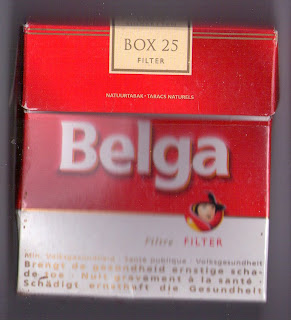 BOX 25
FILTER
NATUURTABAK • TABACS NATURELS
Belga
Filtre FILTER
Min. Volksgezondheid - Santé publique - Volksgesundheit
Brengt de gezondheid ernstige scha-
de toe - Nuit gravement à la santé -
Schädigt ernsthaft die Gesundheit